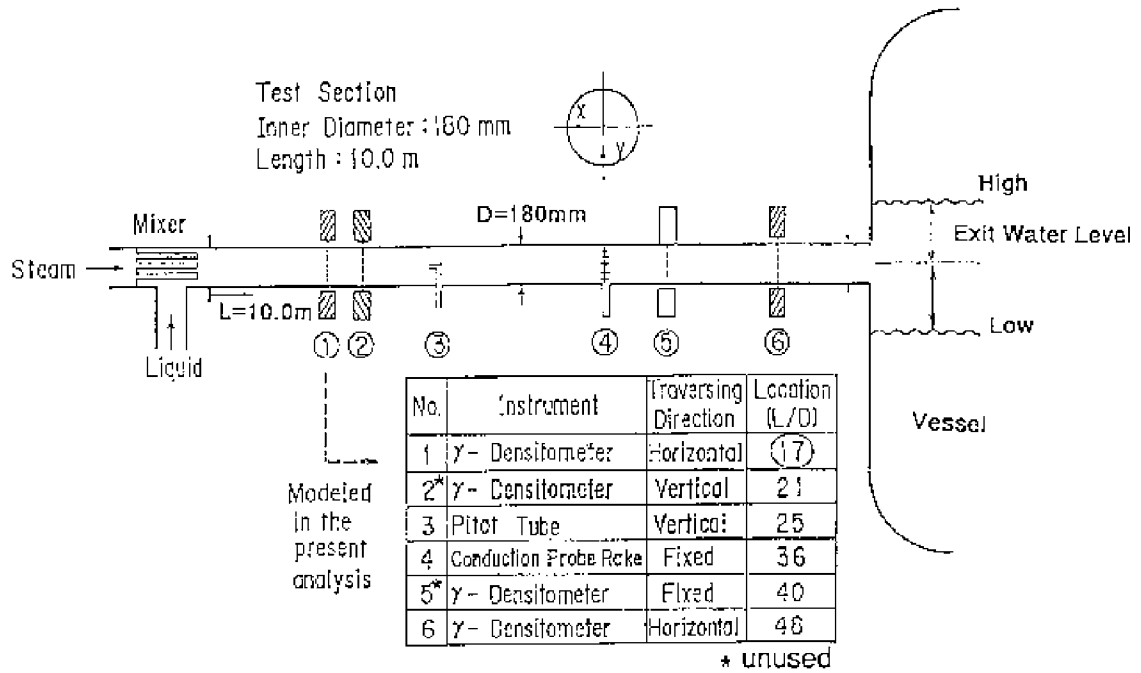 Test Section
Inner Diameter : 180 mm
Length : 10.0 m
X
Y
High
Exit Water Level
Low
Vessel
Mixer
D=180mm
Steam
L=10.0m
Liquid
① ② ③ ④ ⑤ ⑥
No. Instrument Traversing Direction Location (L/D)
1 γ- Densitometer Horizontal 17
2* γ- Densitometer Vertical 21
3 Pitot Tube Vertical 25
4 Conduction Probe Rake Fixed 36
5* γ- Densitometer Fixed 40
6 γ- Densitometer Horizontal 48
* unused
Modeled
in the
present
analysis